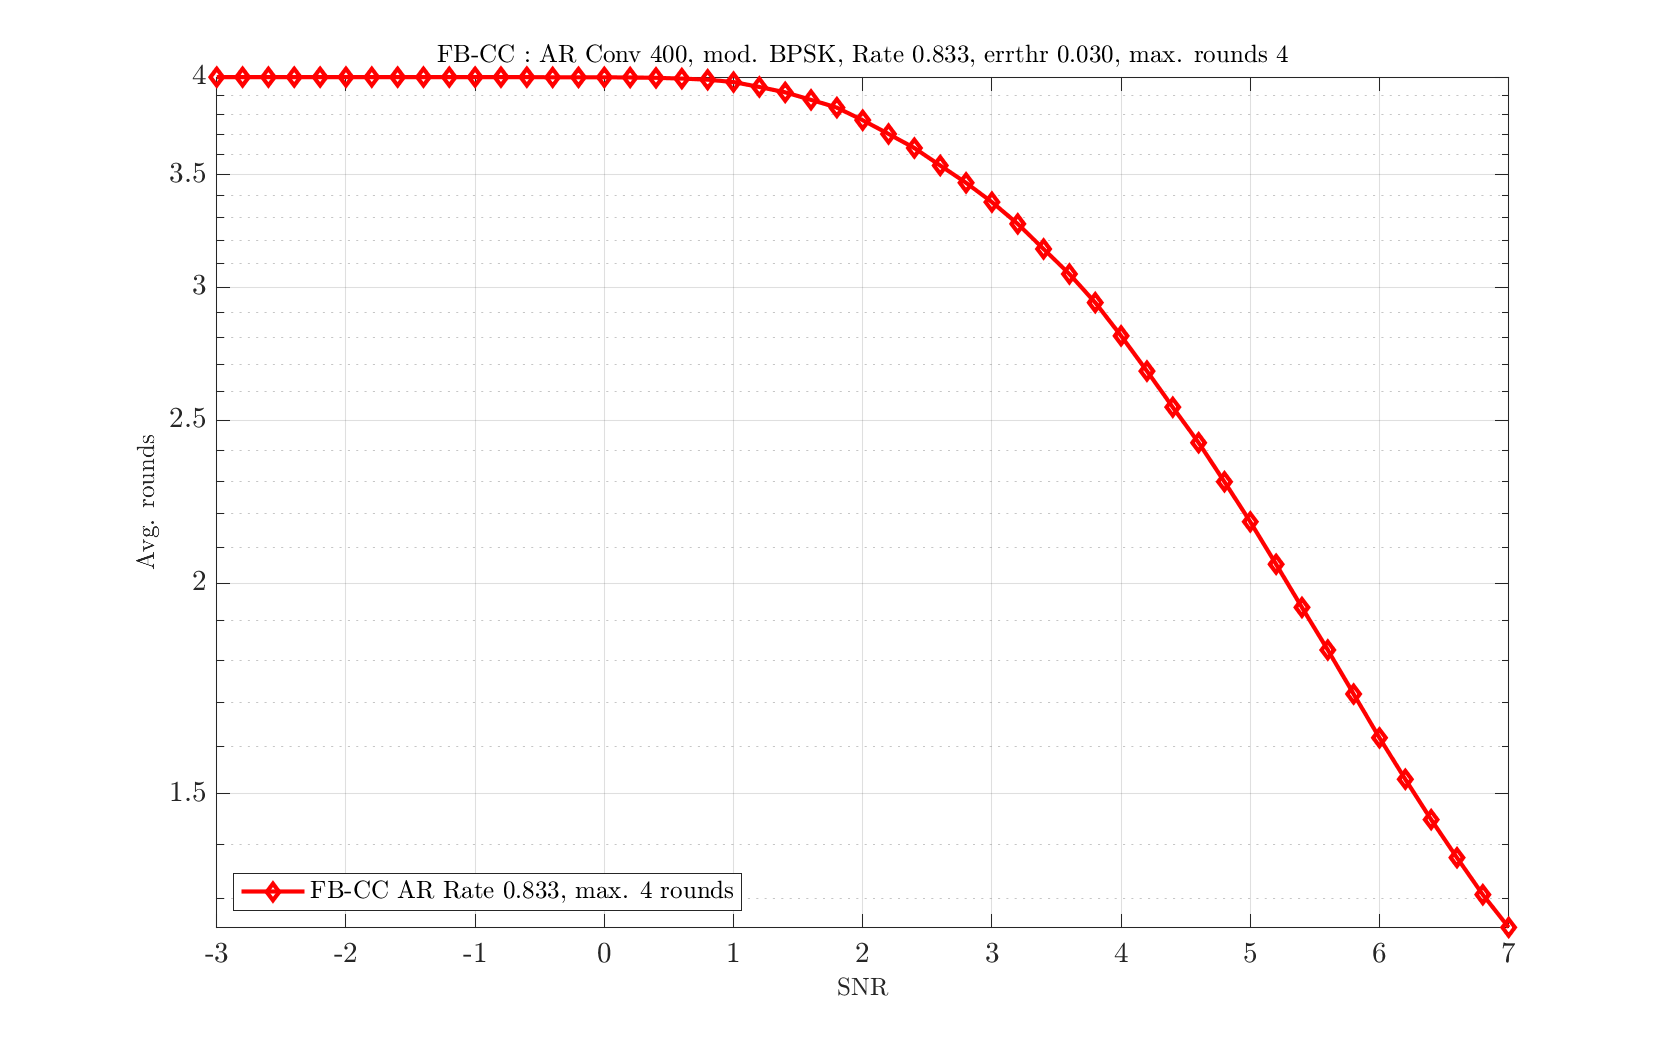 FB-CC : AR Conv 400, mod. BPSK, Rate 0.833, errthr 0.030, max. rounds 4
4
3.5
3
2.5
2
1.5
Avg. rounds
FB-CC AR Rate 0.833, max. 4 rounds
-3 -2 -1 0 1 2 3 4 5 6 7
SNR